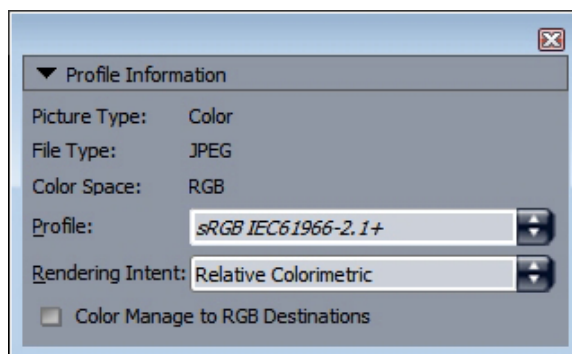 Profile Information
Picture Type: Color
File Type: JPEG
Color Space: RGB
Profile: sRGB IEC61966-2.1+
Rendering Intent: Relative Colorimetric
Color Manage to RGB Destinations